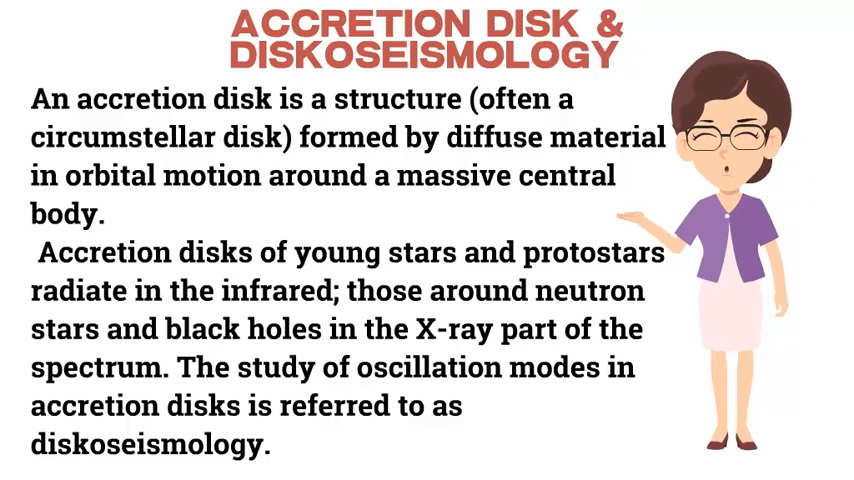 ACCRETION DISK &
DISKOSEISMOLOGY
An accretion disk is a structure (often a
circumstellar disk) formed by diffuse material
in orbital motion around a massive central
body.
Accretion disks of young stars and protostars
radiate in the infrared; those around neutron
stars and black holes in the X-ray part of the
spectrum. The study of oscillation modes in
accretion disks is referred to as
diskoseismology.